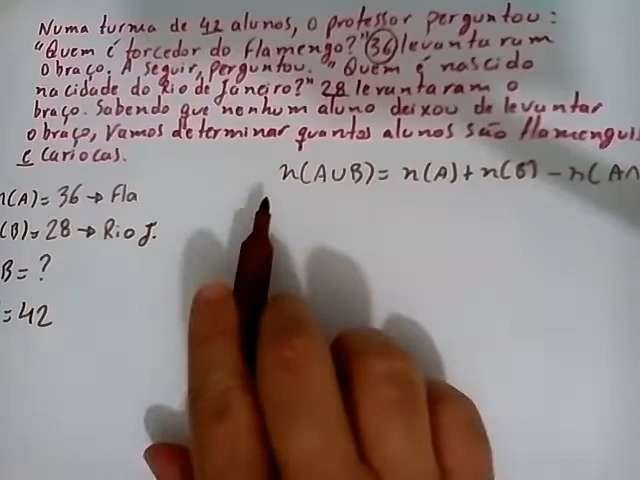 Numa turma de 42 alunos, o professor perguntou:
"Quem é torcedor do Flamengo?" 36 levantaram
o braço. A seguir, perguntou. "Quem é nascido
na cidade do Rio de Janeiro?" 28 levantaram o
braço. Sabendo que nenhum aluno deixou de levantar
o braço, Vamos determinar quantos alunos são flamenguis
e cariocas.
n(A∪B) = n(A) + n(B) - n(A∩
n(A) = 36 → Fla
(B) = 28 → Rio J.
B = ?
= 42